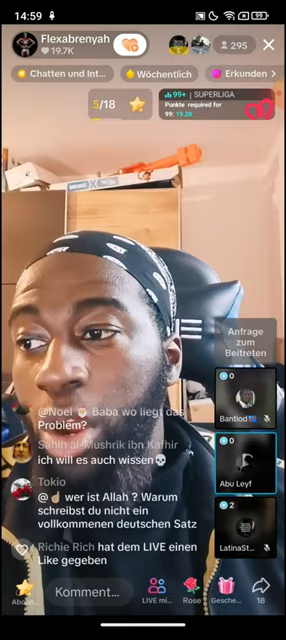 14:59
99
Flexabrenyah
19.7K
295
Chatten und Int...
Wöchentlich
Erkunden
5/18
99+ | SUPERLIGA
Punkte required for
99: 19.2K
Anfrage
zum
Beitreten
0
Bantiod
0
Abu Leyf
2
LatinaSt...
@Noel Baba wo liegt das
Problem?
Sahih al-Mushrik ibn Kafhir
ich will es auch wissen💀
Tokio
@☝ wer ist Allah ? Warum
schreibst du nicht ein
vollkommenen deutschen Satz
Richie Rich hat dem LIVE einen
Like gegeben
Abonn...
Komment...
LIVE mi...
Rose
Gesche...
18